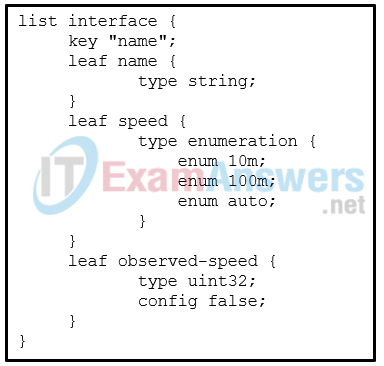 list interface {
key "name";
leaf name {
type string;
}
leaf speed {
type enumeration {
enum 10m;
enum 100m;
enum auto;
}
}
leaf observed-speed {
type uint32;
config false;
}
}
ITExamAnswers
.net